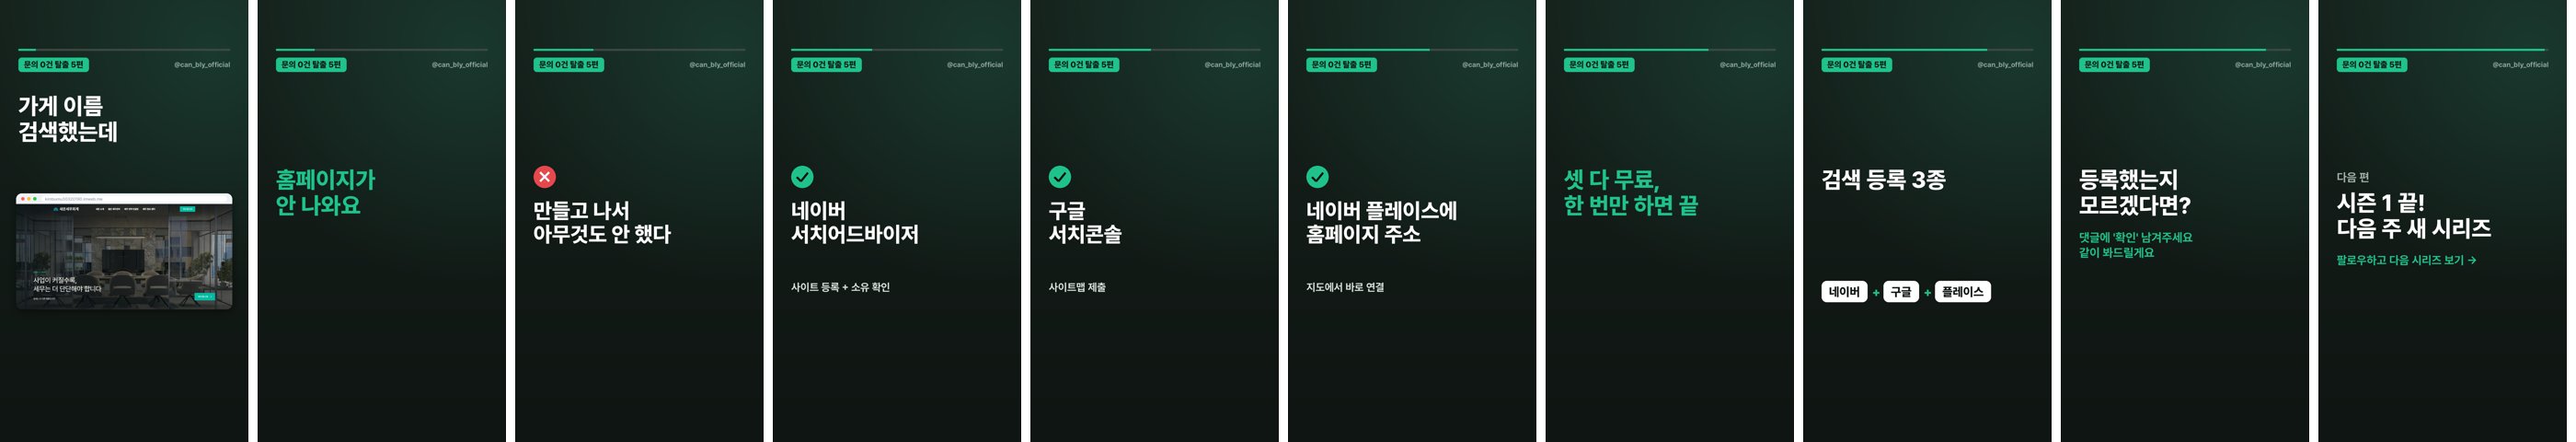 문의 0건 탈출 5편
@can_bly_official
가게 이름
검색했는데
사업이 커질수록,
세무는 더 단단해야 합니다
문의 0건 탈출 5편
@can_bly_official
홈페이지가
안 나와요
문의 0건 탈출 5편
@can_bly_official
만들고 나서
아무것도 안 했다
문의 0건 탈출 5편
@can_bly_official
네이버
서치어드바이저
사이트 등록 + 소유 확인
문의 0건 탈출 5편
@can_bly_official
구글
서치콘솔
사이트맵 제출
문의 0건 탈출 5편
@can_bly_official
네이버 플레이스에
홈페이지 주소
지도에서 바로 연결
문의 0건 탈출 5편
@can_bly_official
셋 다 무료,
한 번만 하면 끝
문의 0건 탈출 5편
@can_bly_official
검색 등록 3종
네이버 + 구글 + 플레이스
문의 0건 탈출 5편
@can_bly_official
등록했는지
모르겠다면?
댓글에 '확인' 남겨주세요
같이 봐드릴게요
문의 0건 탈출 5편
@can_bly_official
다음 편
시즌 1 끝!
다음 주 새 시리즈
팔로우하고 다음 시리즈 보기 →